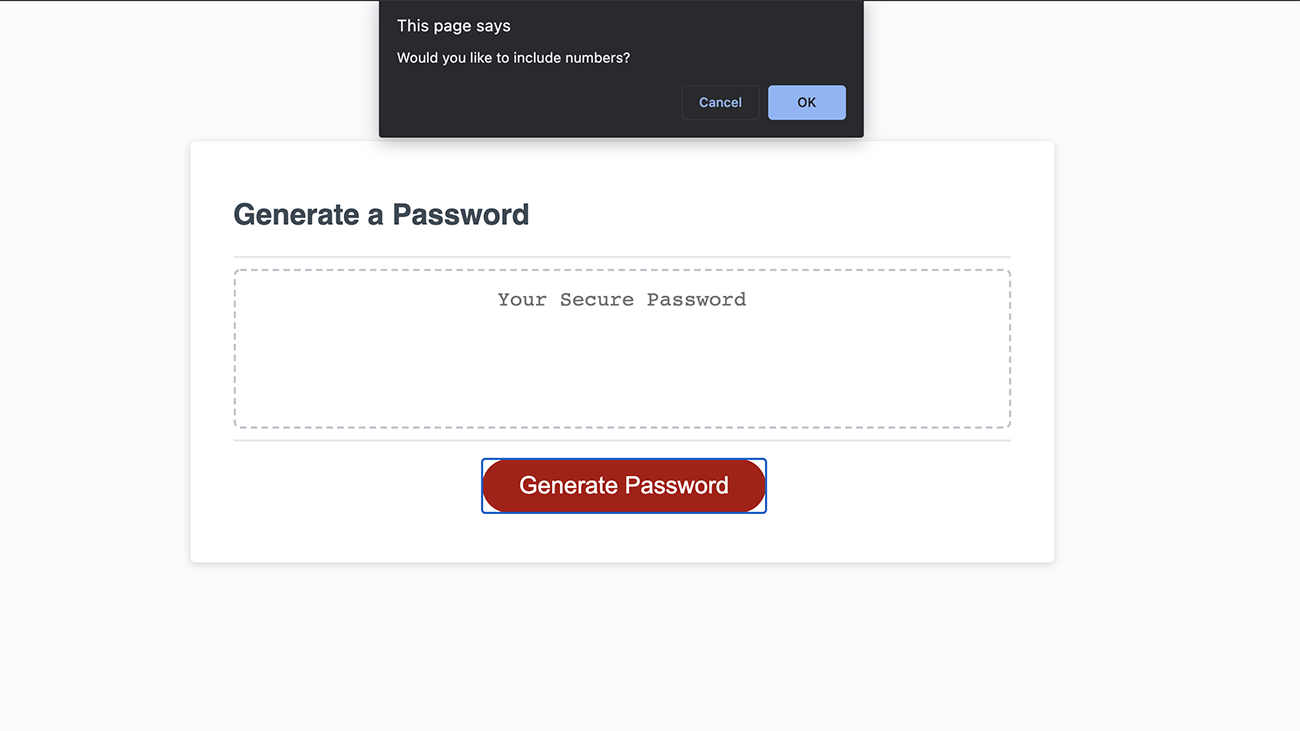 This page says
Would you like to include numbers?
Cancel
OK
Generate a Password
Your Secure Password
Generate Password